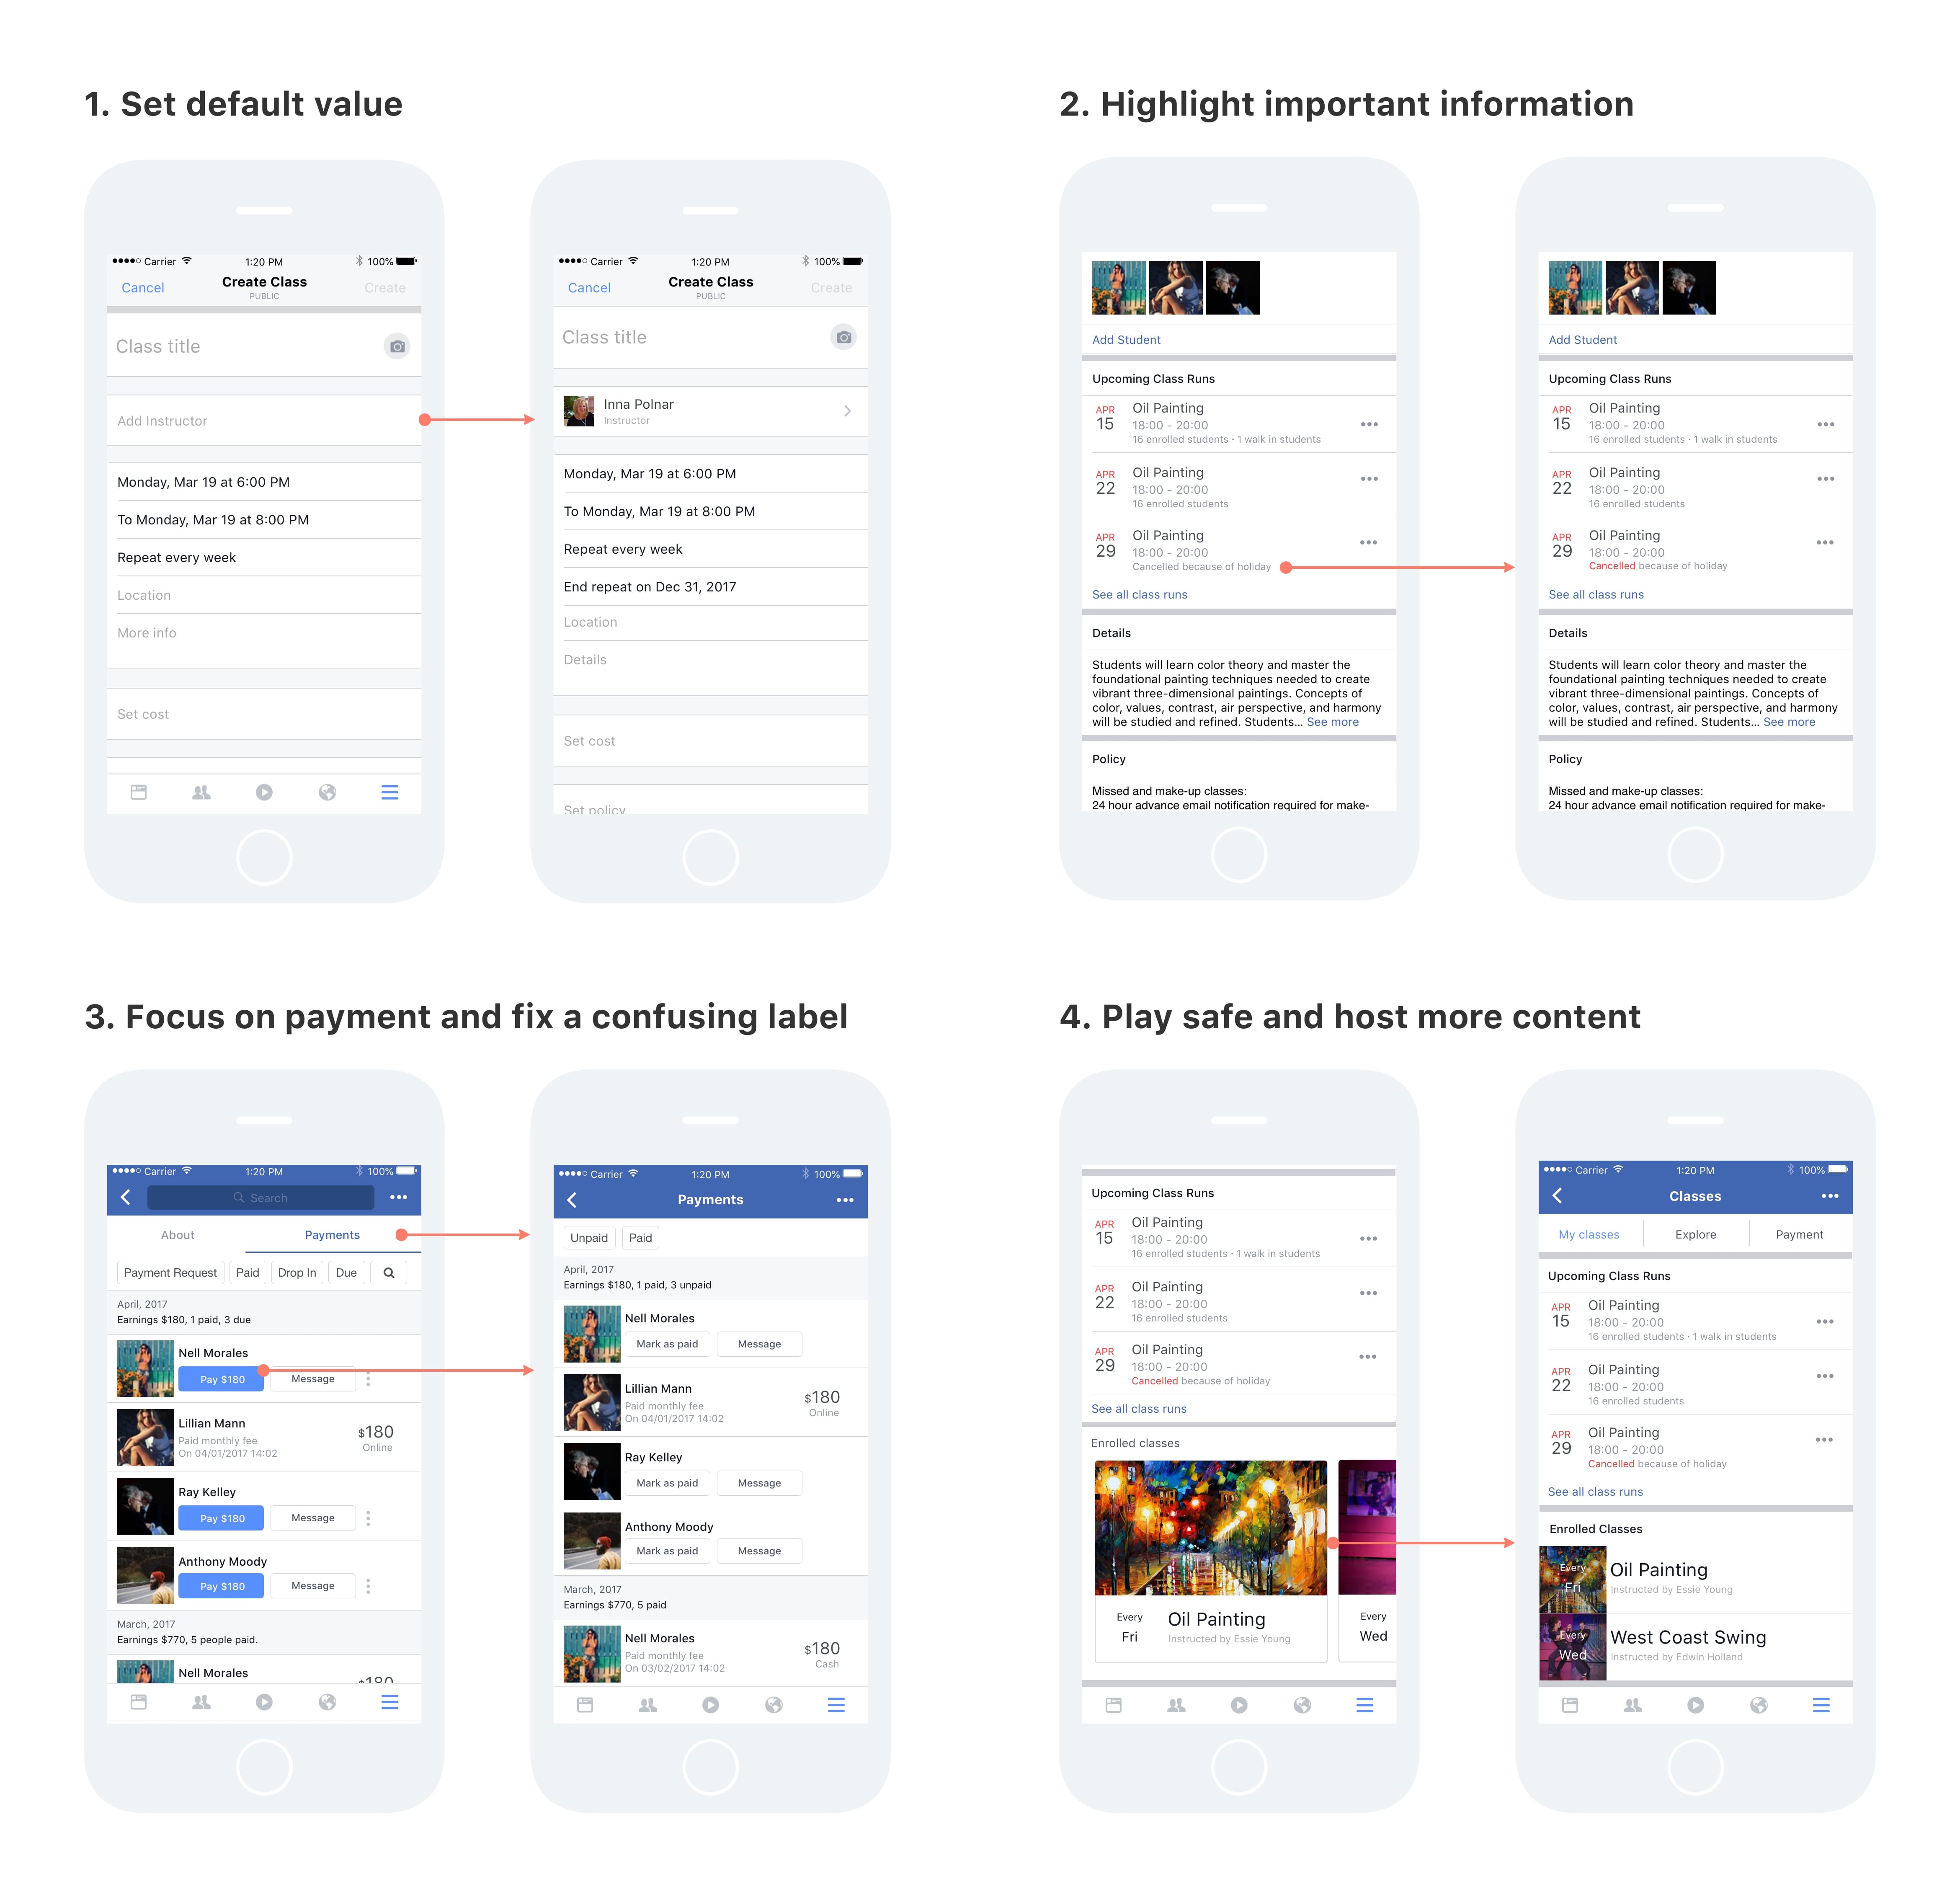 1. Set default value
Carrier 1:20 PM 100%
Cancel Create Class Create
PUBLIC
Class title
Add Instructor
Monday, Mar 19 at 6:00 PM
To Monday, Mar 19 at 8:00 PM
Repeat every week
Location
More info
Set cost
Carrier 1:20 PM 100%
Cancel Create Class Create
PUBLIC
Class title
Inna Polnar
Instructor
Monday, Mar 19 at 6:00 PM
To Monday, Mar 19 at 8:00 PM
Repeat every week
End repeat on Dec 31, 2017
Location
Details
Set cost
Set policy
2. Highlight important information
Add Student
Upcoming Class Runs
APR Oil Painting
15 18:00 - 20:00
16 enrolled students · 1 walk in students
APR Oil Painting
22 18:00 - 20:00
16 enrolled students
APR Oil Painting
29 18:00 - 20:00
Cancelled because of holiday
See all class runs
Details
Students will learn color theory and master the
foundational painting techniques needed to create
vibrant three-dimensional paintings. Concepts of
color, values, contrast, air perspective, and harmony
will be studied and refined. Students... See more
Policy
Missed and make-up classes:
24 hour advance email notification required for make-
Add Student
Upcoming Class Runs
APR Oil Painting
15 18:00 - 20:00
16 enrolled students · 1 walk in students
APR Oil Painting
22 18:00 - 20:00
16 enrolled students
APR Oil Painting
29 18:00 - 20:00
Cancelled because of holiday
See all class runs
Details
Students will learn color theory and master the
foundational painting techniques needed to create
vibrant three-dimensional paintings. Concepts of
color, values, contrast, air perspective, and harmony
will be studied and refined. Students... See more
Policy
Missed and make-up classes:
24 hour advance email notification required for make-
3. Focus on payment and fix a confusing label
Carrier 1:20 PM 100%
Search
About Payments
Payment Request Paid Drop In Due
April, 2017
Earnings $180, 1 paid, 3 due
Nell Morales
Pay $180 Message
Lillian Mann
Paid monthly fee $180
On 04/01/2017 14:02 Online
Ray Kelley
Pay $180 Message
Anthony Moody
Pay $180 Message
March, 2017
Earnings $770, 5 people paid.
Nell Morales
$180
Carrier 1:20 PM 100%
Payments
Unpaid Paid
April, 2017
Earnings $180, 1 paid, 3 unpaid
Nell Morales
Mark as paid Message
Lillian Mann
Paid monthly fee $180
On 04/01/2017 14:02 Online
Ray Kelley
Mark as paid Message
Anthony Moody
Mark as paid Message
March, 2017
Earnings $770, 5 paid
Nell Morales
Paid monthly fee $180
On 03/02/2017 14:02 Cash
4. Play safe and host more content
Upcoming Class Runs
APR Oil Painting
15 18:00 - 20:00
16 enrolled students · 1 walk in students
APR Oil Painting
22 18:00 - 20:00
16 enrolled students
APR Oil Painting
29 18:00 - 20:00
Cancelled because of holiday
See all class runs
Enrolled classes
Every Oil Painting Every
Fri Instructed by Essie Young Wed
Carrier 1:20 PM 100%
Classes
My classes Explore Payment
Upcoming Class Runs
APR Oil Painting
15 18:00 - 20:00
16 enrolled students · 1 walk in students
APR Oil Painting
22 18:00 - 20:00
16 enrolled students
APR Oil Painting
29 18:00 - 20:00
Cancelled because of holiday
See all class runs
Enrolled Classes
Every Oil Painting
Fri Instructed by Essie Young
Every West Coast Swing
Wed Instructed by Edwin Holland